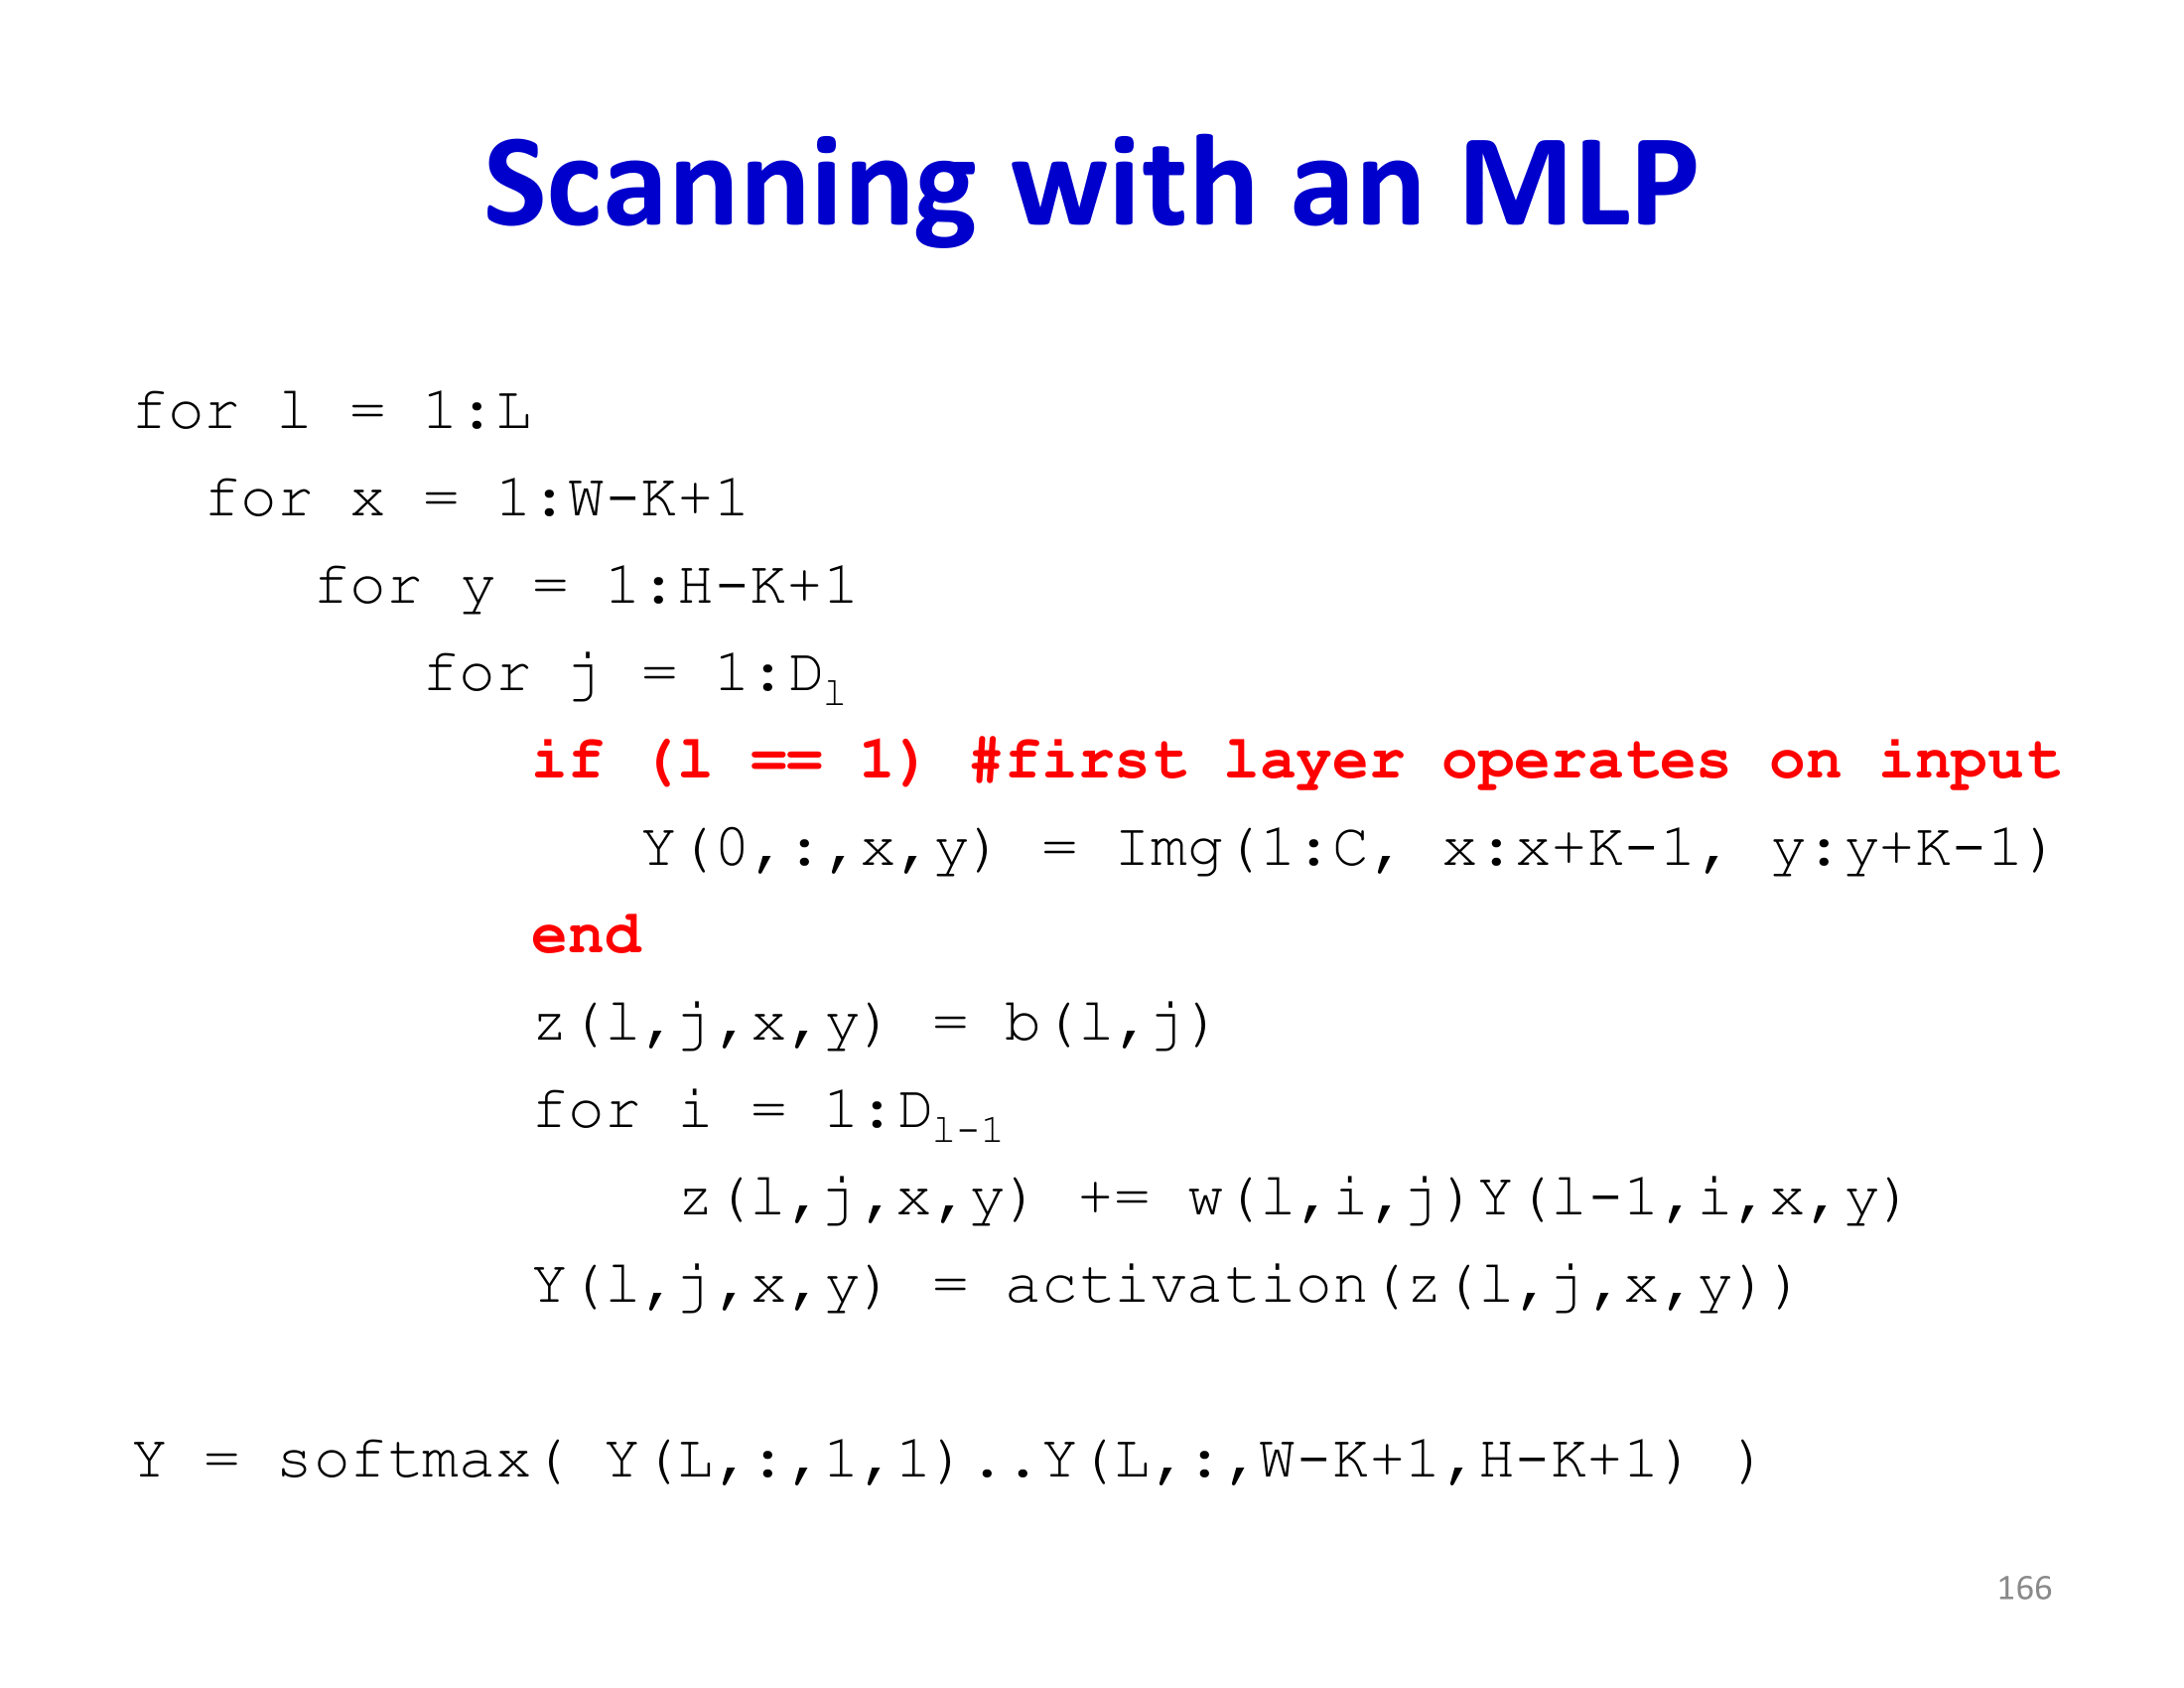 Scanning with an MLP
for l = 1:L
for x = 1:W-K+1
for y = 1:H-K+1
for j = 1:Dl
if (l == 1) #first layer operates on input
Y(0,:,x,y) = Img(1:C, x:x+K-1, y:y+K-1)
end
z(l,j,x,y) = b(l,j)
for i = 1:Dl-1
z(l,j,x,y) += w(l,i,j)Y(l-1,i,x,y)
Y(l,j,x,y) = activation(z(l,j,x,y))
Y = softmax( Y(L,:,1,1)..Y(L,:,W-K+1,H-K+1) )
166